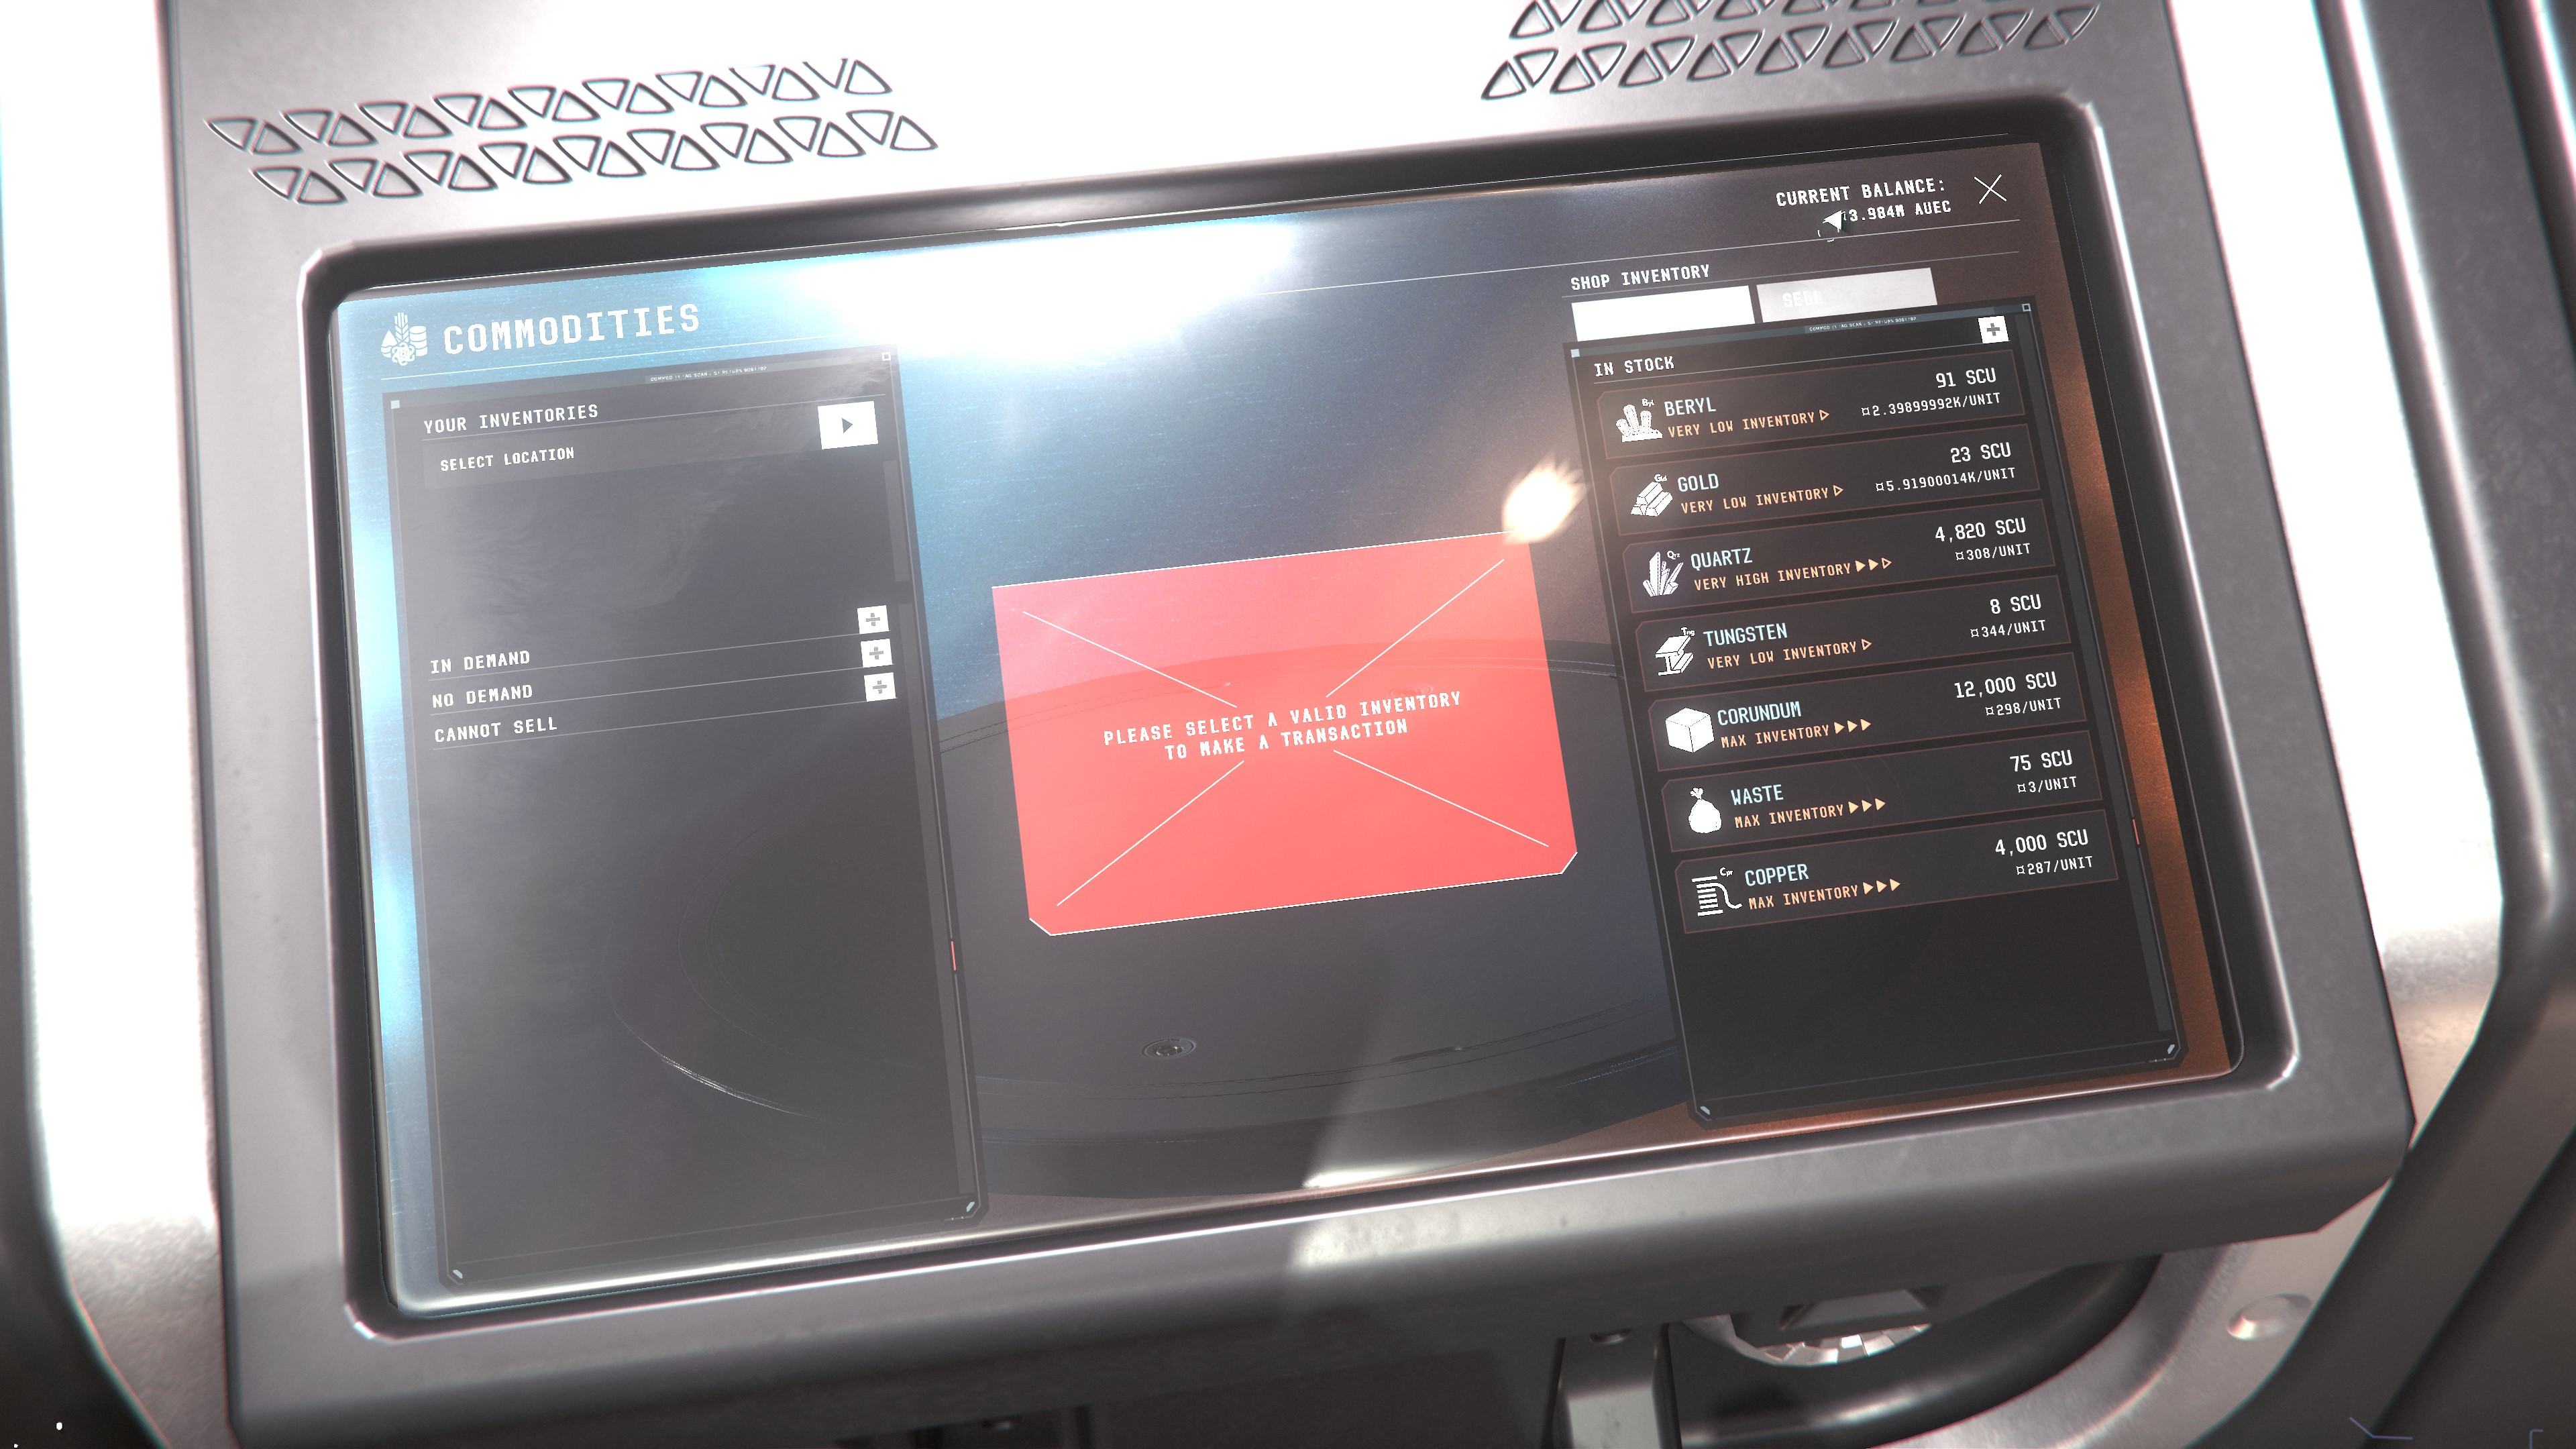 CURRENT BALANCE:
3.984M AUEC
COMMODITIES
YOUR INVENTORIES
SELECT LOCATION
IN DEMAND
NO DEMAND
CANNOT SELL
PLEASE SELECT A VALID INVENTORY
TO MAKE A TRANSACTION
SHOP INVENTORY
SELL
IN STOCK
BERYL
VERY LOW INVENTORY
91 SCU
¤2.39899992K/UNIT
GOLD
VERY LOW INVENTORY
23 SCU
¤5.91900014K/UNIT
QUARTZ
VERY HIGH INVENTORY
4,820 SCU
¤308/UNIT
TUNGSTEN
VERY LOW INVENTORY
8 SCU
¤344/UNIT
CORUNDUM
MAX INVENTORY
12,000 SCU
¤298/UNIT
WASTE
MAX INVENTORY
75 SCU
¤3/UNIT
COPPER
MAX INVENTORY
4,000 SCU
¤287/UNIT